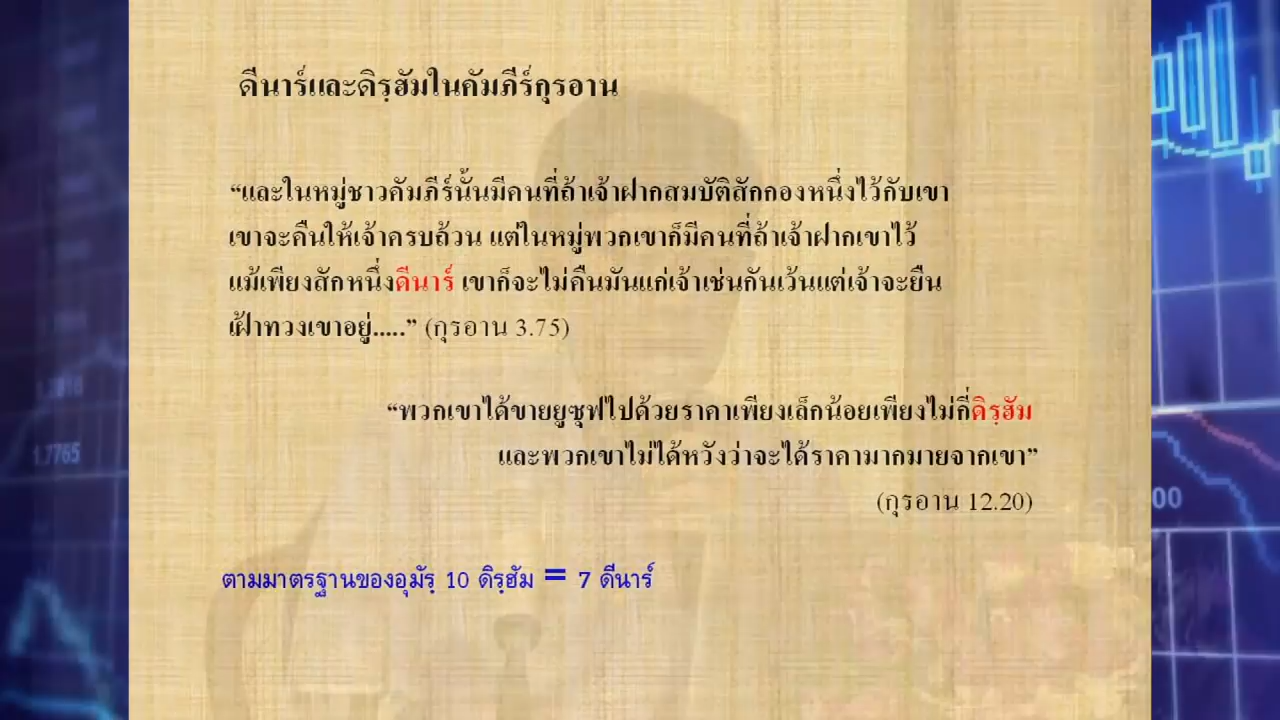 ดีนาร์และดิรฺฮัมในคัมภีร์กุรอาน
“และในหมู่ชาวคัมภีร์นั้นมีคนที่ถ้าเจ้าฝากสมบัติสักกองหนึ่งไว้กับเขา
เขาจะคืนให้เจ้าครบถ้วน แต่ในหมู่พวกเขาก็มีคนที่ถ้าเจ้าฝากเขาไว้
แม้เพียงสักหนึ่งดีนาร์ เขาก็จะไม่คืนมันแก่เจ้าเช่นกันเว้นแต่เจ้าจะยืน
เฝ้าทวงเขาอยู่.....” (กุรอาน 3.75)
“พวกเขาได้ขายยูซุฟไปด้วยราคาเพียงเล็กน้อยเพียงไม่กี่ดิรฺฮัม
และพวกเขาไม่ได้หวังว่าจะได้ราคามากมายจากเขา”
(กุรอาน 12.20)
ตามมาตรฐานของอุมัรฺ 10 ดิรฺฮัม = 7 ดีนาร์
1.7765
00